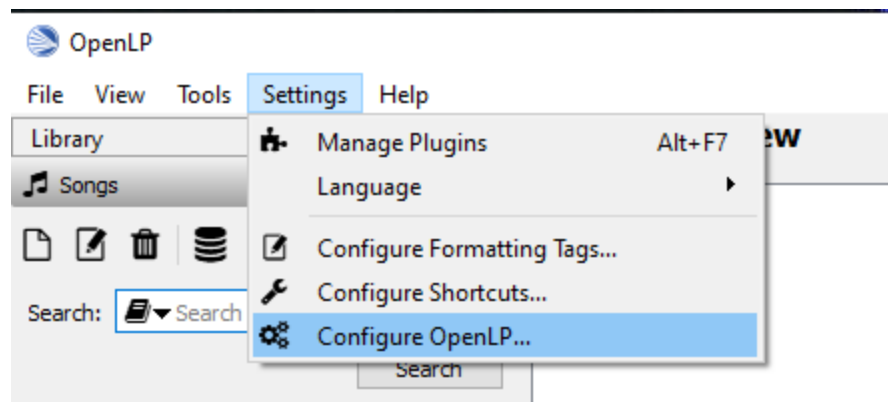 OpenLP
File View Tools Settings Help
Library
Manage Plugins Alt+F7
Songs
Language
Configure Formatting Tags...
Search: Search
Configure Shortcuts...
Configure OpenLP...
Search